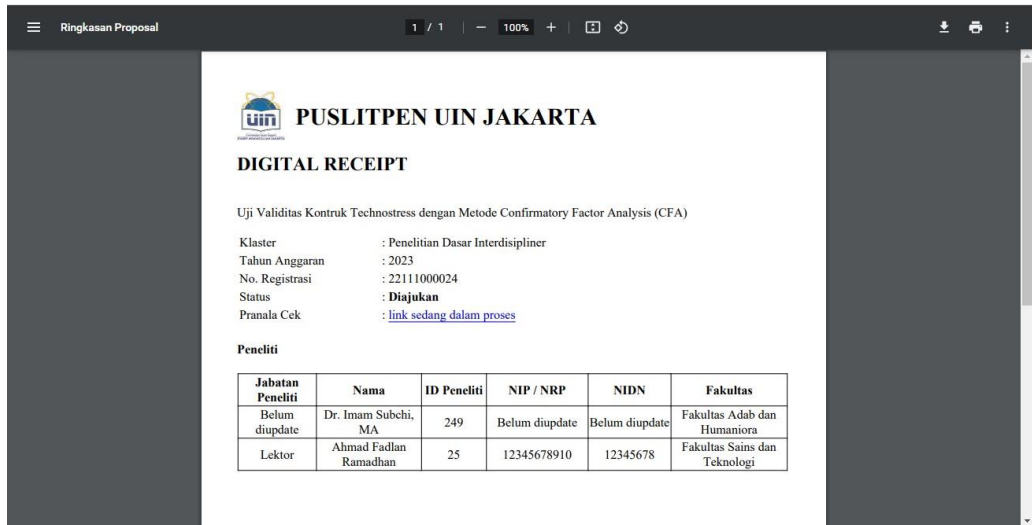 Ringkasan Proposal
1 / 1
100%
uin
PUSLITPEN UIN JAKARTA
DIGITAL RECEIPT
Uji Validitas Kontruk Technostress dengan Metode Confirmatory Factor Analysis (CFA)
Klaster : Penelitian Dasar Interdisipliner
Tahun Anggaran : 2023
No. Registrasi : 22111000024
Status : Diajukan
Pranala Cek : link sedang dalam proses
Peneliti
Jabatan Peneliti Nama ID Peneliti NIP / NRP NIDN Fakultas
Belum diupdate Dr. Imam Subchi, MA 249 Belum diupdate Belum diupdate Fakultas Adab dan Humaniora
Lektor Ahmad Fadlan Ramadhan 25 12345678910 12345678 Fakultas Sains dan Teknologi